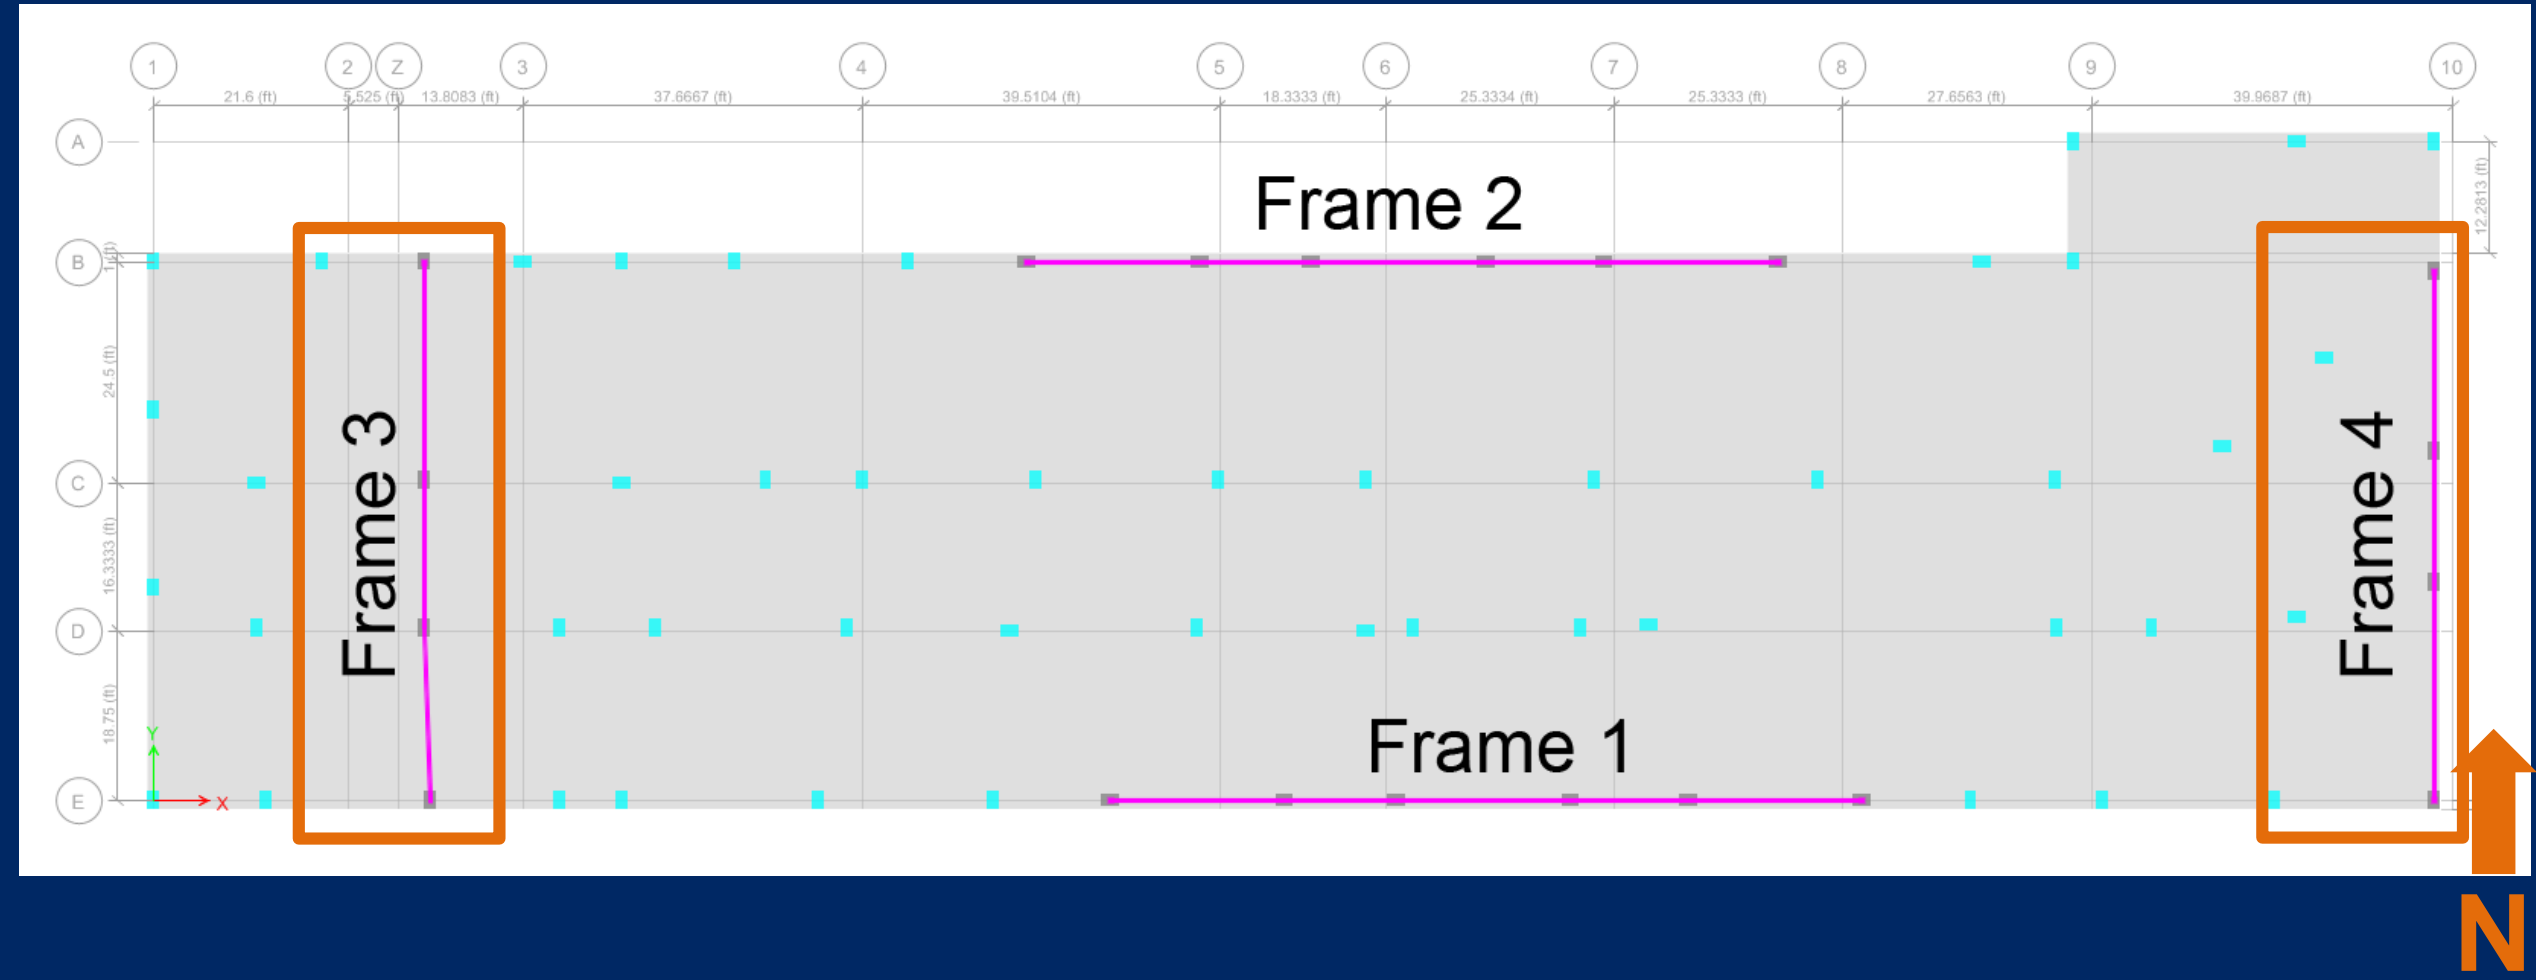 1 2 Z 3 4 5 6 7 8 9 10
21.6 (ft) 5.525 (ft) 13.8083 (ft) 37.6667 (ft) 39.5104 (ft) 18.3333 (ft) 25.3334 (ft) 25.3333 (ft) 27.6563 (ft) 39.9687 (ft)
A
12.2813 (ft)
Frame 2
B
24.5 (ft)
C
16.3333 (ft)
Frame 3
Frame 4
D
18.75 (ft)
Frame 1
Y
E
X
N